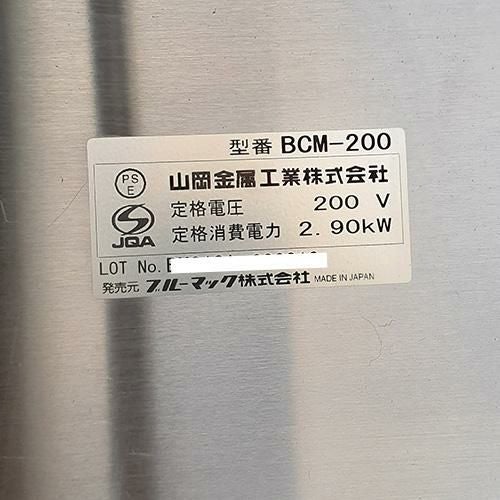 型番 BCM-200
PS
E
山岡金属工業株式会社
JQA
定格電圧 200 V
定格消費電力 2.90kW
LOT No.
発売元 ブルーマック株式会社 MADE IN JAPAN